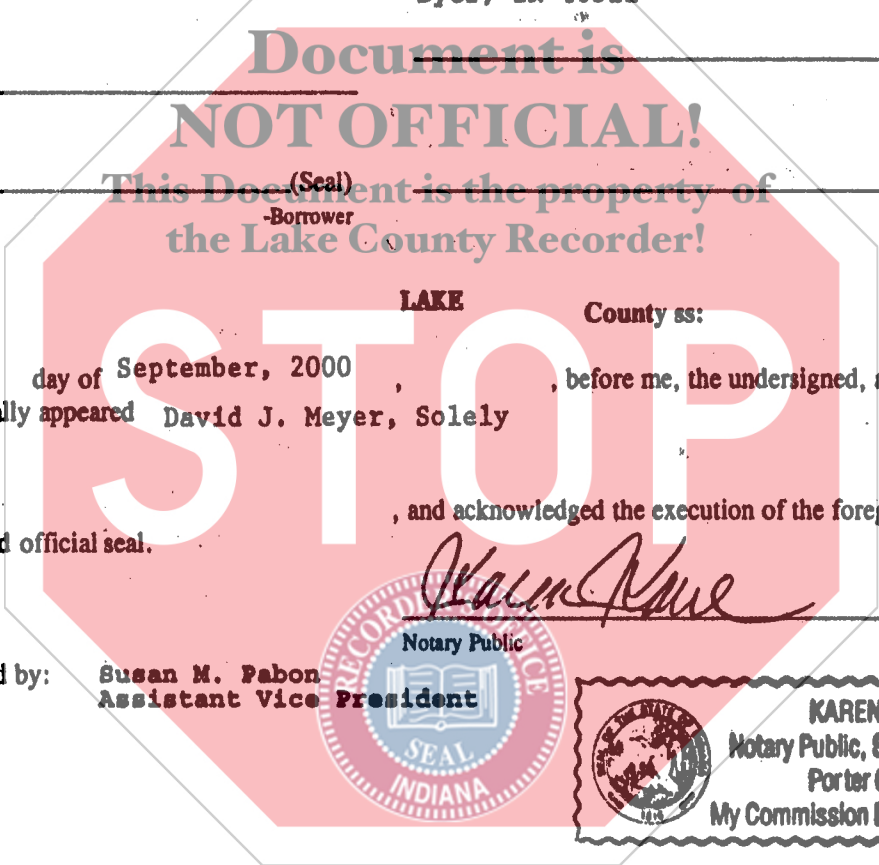 Document is
NOT OFFICIAL!
This Document is the property of
the Lake County Recorder!
(Seal)
-Borrower
STOP
LAKE County ss:
day of September, 2000 , , before me, the undersigned, a
lly appeared David J. Meyer, Solely
, and acknowledged the execution of the foreg
d official seal.
Notary Public
d by: Susan M. Pabon
Assistant Vice President
RECORDER'S OFFICE
SEAL
INDIANA
KAREN
Notary Public, S
Porter
My Commission